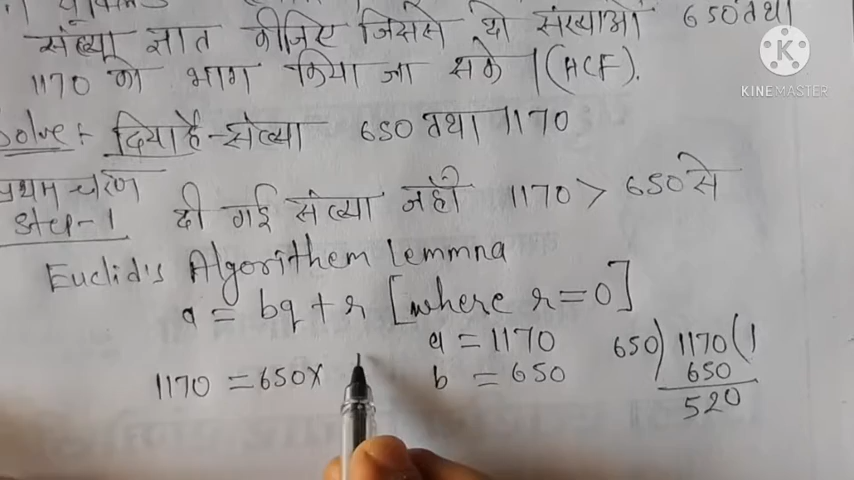 संख्या ज्ञात कीजिए जिससे दो संख्याओं 650 तथा
1170 को भाग किया जा सके । (HCF).
Solve:- दिया है - संख्या 650 तथा 1170
प्रथम चरण
Step-1
दी गई संख्या जहाँ 1170 > 650 से
Euclid's Algorithem Lemmna
a = bq + r [where r = 0]
a = 1170
b = 650
650) 1170 (1
650
520
1170 = 650 x
KINEMASTER